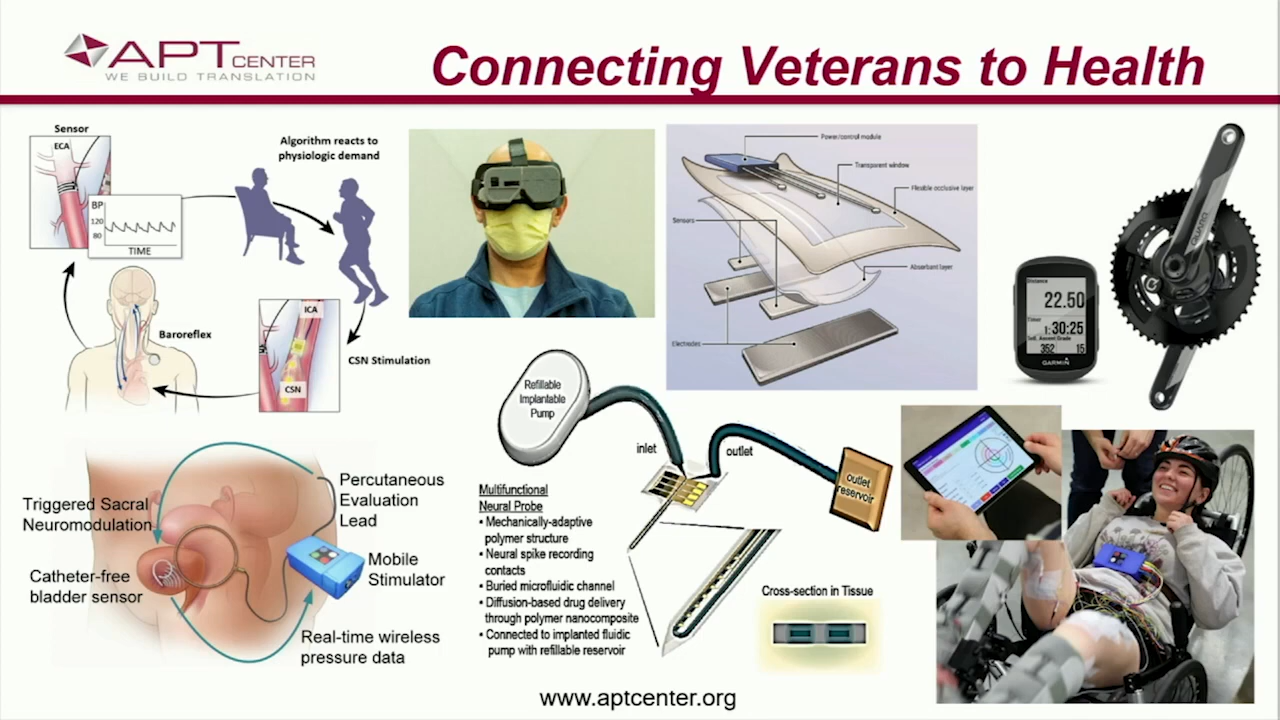 APT CENTER
WE BUILD TRANSLATION
Connecting Veterans to Health
Sensor
ECA
BP
120
80
TIME
Algorithm reacts to
physiologic demand
Baroreflex
ICA
CSN
CSN Stimulation
Power/control module
Transparent window
Flexible occlusive layer
Sensors
Absorbent layer
Electrodes
Distance
22.50
Timer
1:30:25
352
15
GARMIN
QUARQ
Triggered Sacral
Neuromodulation
Catheter-free
bladder sensor
Percutaneous
Evaluation
Lead
Mobile
Stimulator
Real-time wireless
pressure data
Refillable
Implantable
Pump
inlet
outlet
outlet
reservoir
Multifunctional
Neural Probe
• Mechanically-adaptive
polymer structure
• Neural spike recording
contacts
• Buried microfluidic channel
• Diffusion-based drug delivery
through polymer nanocomposite
• Connected to implanted fluidic
pump with refillable reservoir
Cross-section in Tissue
www.aptcenter.org